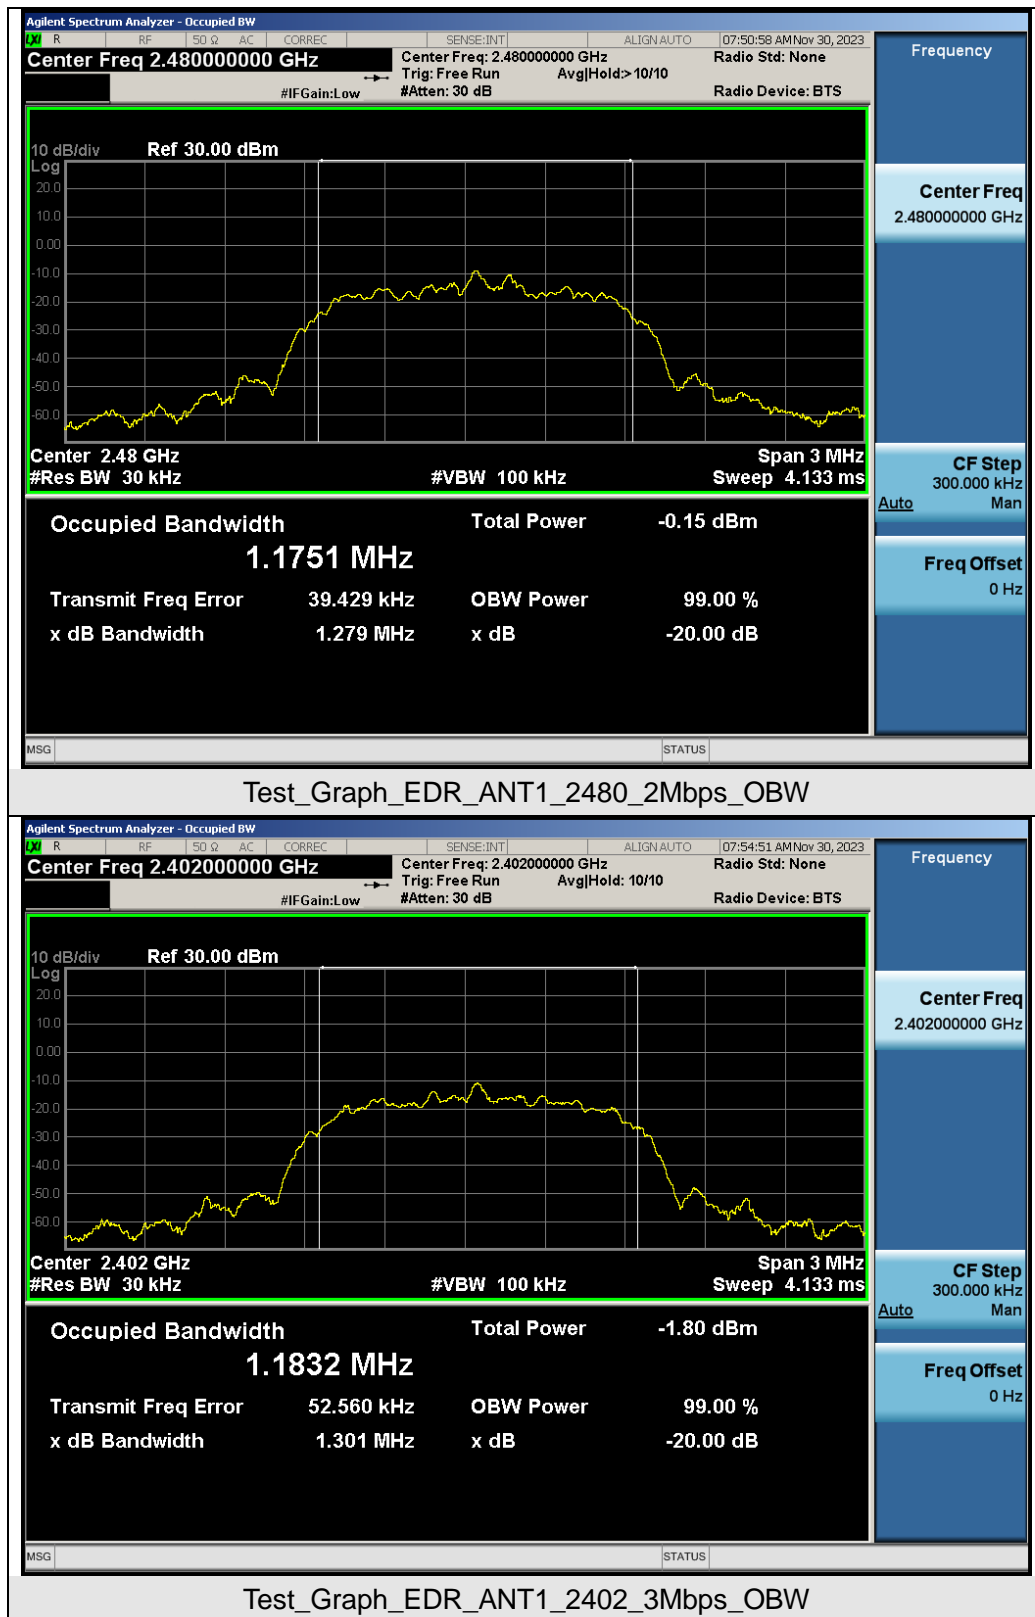 Agilent Spectrum Analyzer - Occupied BW
LXI R RF 50 Ω AC CORREC SENSE:INT ALIGN AUTO 07:50:58 AM Nov 30, 2023
Center Freq 2.480000000 GHz Center Freq: 2.480000000 GHz Radio Std: None
Trig: Free Run Avg|Hold:> 10/10
#IFGain:Low #Atten: 30 dB Radio Device: BTS
10 dB/div Ref 30.00 dBm
Log
20.0
10.0
0.00
-10.0
-20.0
-30.0
-40.0
-50.0
-60.0
Center 2.48 GHz Span 3 MHz
#Res BW 30 kHz #VBW 100 kHz Sweep 4.133 ms
Occupied Bandwidth Total Power -0.15 dBm
1.1751 MHz
Transmit Freq Error 39.429 kHz OBW Power 99.00 %
x dB Bandwidth 1.279 MHz x dB -20.00 dB
MSG STATUS
Frequency
Center Freq
2.480000000 GHz
CF Step
300.000 kHz
Auto Man
Freq Offset
0 Hz
Test_Graph_EDR_ANT1_2480_2Mbps_OBW
Agilent Spectrum Analyzer - Occupied BW
LXI R RF 50 Ω AC CORREC SENSE:INT ALIGN AUTO 07:54:51 AM Nov 30, 2023
Center Freq 2.402000000 GHz Center Freq: 2.402000000 GHz Radio Std: None
Trig: Free Run Avg|Hold: 10/10
#IFGain:Low #Atten: 30 dB Radio Device: BTS
10 dB/div Ref 30.00 dBm
Log
20.0
10.0
0.00
-10.0
-20.0
-30.0
-40.0
-50.0
-60.0
Center 2.402 GHz Span 3 MHz
#Res BW 30 kHz #VBW 100 kHz Sweep 4.133 ms
Occupied Bandwidth Total Power -1.80 dBm
1.1832 MHz
Transmit Freq Error 52.560 kHz OBW Power 99.00 %
x dB Bandwidth 1.301 MHz x dB -20.00 dB
MSG STATUS
Frequency
Center Freq
2.402000000 GHz
CF Step
300.000 kHz
Auto Man
Freq Offset
0 Hz
Test_Graph_EDR_ANT1_2402_3Mbps_OBW